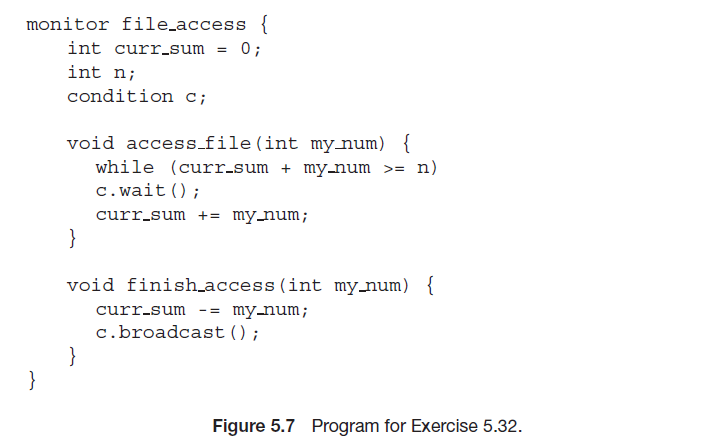 monitor file_access {
int curr_sum = 0;
int n;
condition c;
void access_file(int my_num) {
while (curr_sum + my_num >= n)
c.wait();
curr_sum += my_num;
}
void finish_access(int my_num) {
curr_sum -= my_num;
c.broadcast();
}
}
Figure 5.7 Program for Exercise 5.32.